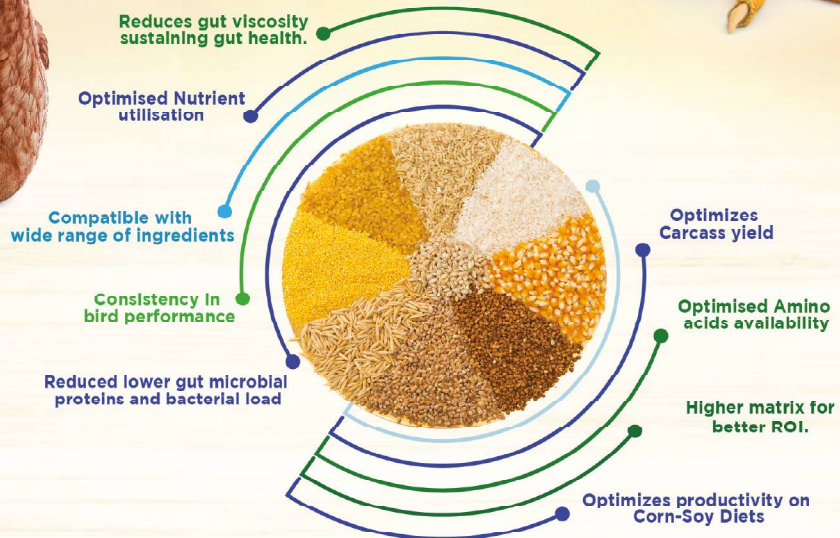 Reduces gut viscosity
sustaining gut health.
Optimised Nutrient
utilisation
Compatible with
wide range of ingredients
Consistency in
bird performance
Reduced lower gut microbial
proteins and bacterial load
Optimizes
Carcass yield
Optimised Amino
acids availability
Higher matrix for
better ROI.
Optimizes productivity on
Corn-Soy Diets